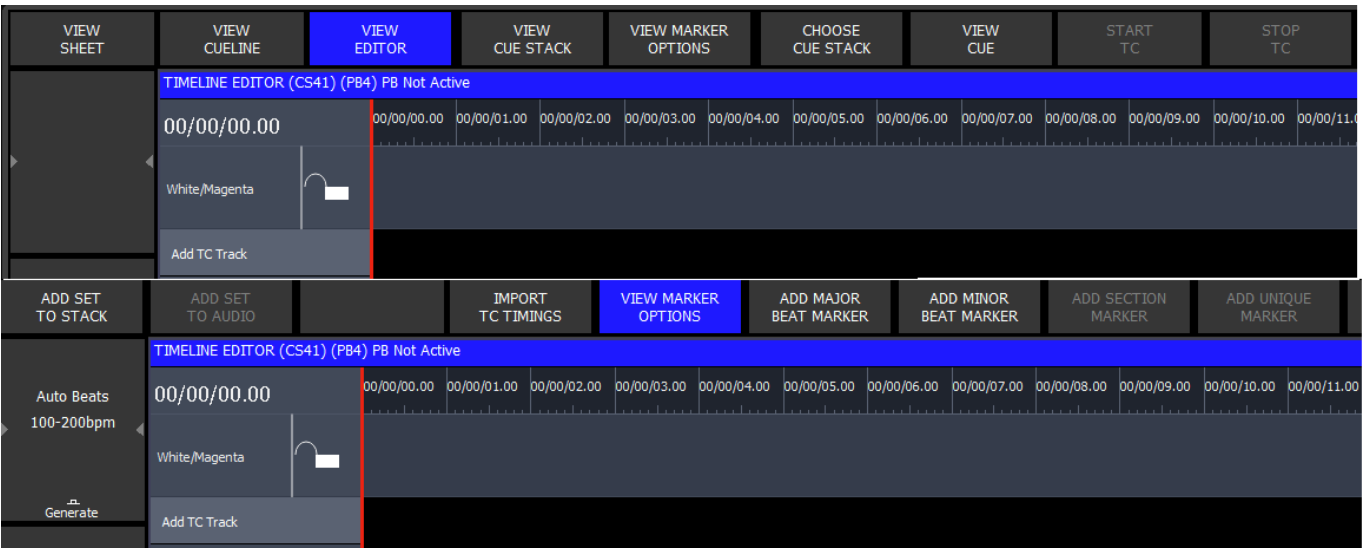 VIEW VIEW VIEW VIEW VIEW MARKER CHOOSE VIEW START STOP
SHEET CUELINE EDITOR CUE STACK OPTIONS CUE STACK CUE TC TC
TIMELINE EDITOR (CS41) (PB4) PB Not Active
00/00/00.00 00/00/00.00 00/00/01.00 00/00/02.00 00/00/03.00 00/00/04.00 00/00/05.00 00/00/06.00 00/00/07.00 00/00/08.00 00/00/09.00 00/00/10.00 00/00/11.0
White/Magenta
Add TC Track
ADD SET ADD SET IMPORT VIEW MARKER ADD MAJOR ADD MINOR ADD SECTION ADD UNIQUE
TO STACK TO AUDIO TC TIMINGS OPTIONS BEAT MARKER BEAT MARKER MARKER MARKER
TIMELINE EDITOR (CS41) (PB4) PB Not Active
Auto Beats 00/00/00.00 00/00/00.00 00/00/01.00 00/00/02.00 00/00/03.00 00/00/04.00 00/00/05.00 00/00/06.00 00/00/07.00 00/00/08.00 00/00/09.00 00/00/10.00 00/00/11.00
100-200bpm
White/Magenta
Generate
Add TC Track